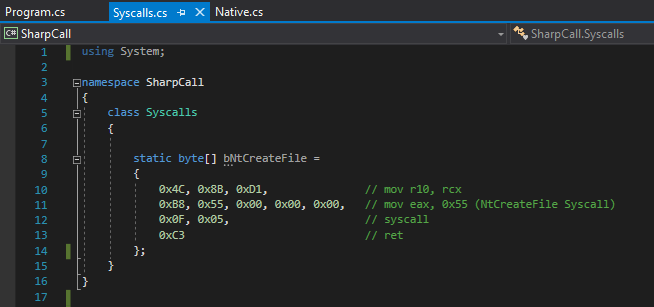 Program.cs Syscalls.cs Native.cs
C# SharpCall SharpCall.Syscalls
1 using System;
2
3 namespace SharpCall
4 {
5 class Syscalls
6 {
7
8 static byte[] bNtCreateFile =
9 {
10 0x4C, 0x8B, 0xD1, // mov r10, rcx
11 0xB8, 0x55, 0x00, 0x00, 0x00, // mov eax, 0x55 (NtCreateFile Syscall)
12 0x0F, 0x05, // syscall
13 0xC3 // ret
14 };
15 }
16 }
17